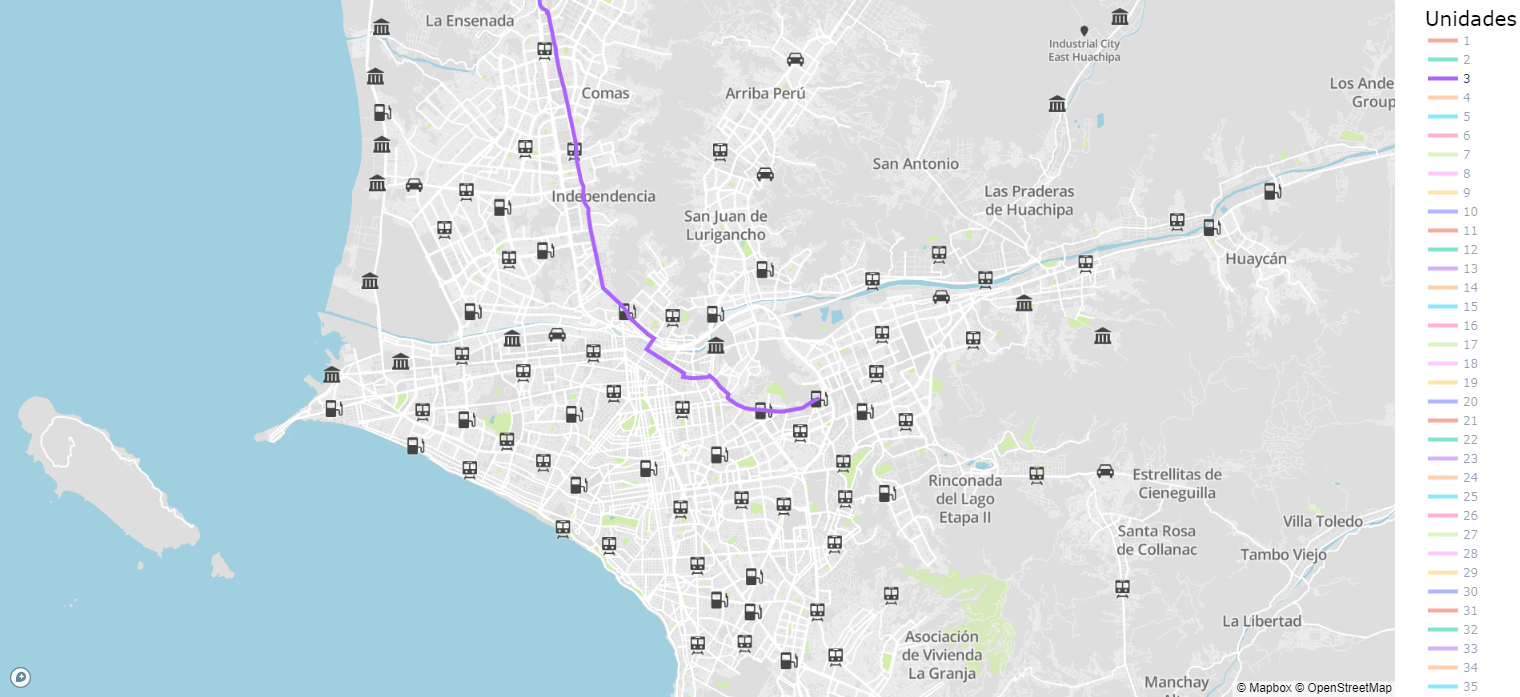 La Ensenada
Comas
Arriba Perú
Industrial City
East Huachipa
Los Ande
Group
San Antonio
Independencia
Las Praderas
de Huachipa
San Juan de
Lurigancho
Huaycán
Rinconada
del Lago
Etapa II
Estrellitas de
Cieneguilla
Santa Rosa
de Collanac
Villa Toledo
Tambo Viejo
La Libertad
Asociación
de Vivienda
La Granja
Manchay
© Mapbox © OpenStreetMap
Unidades
1
2
3
4
5
6
7
8
9
10
11
12
13
14
15
16
17
18
19
20
21
22
23
24
25
26
27
28
29
30
31
32
33
34
35